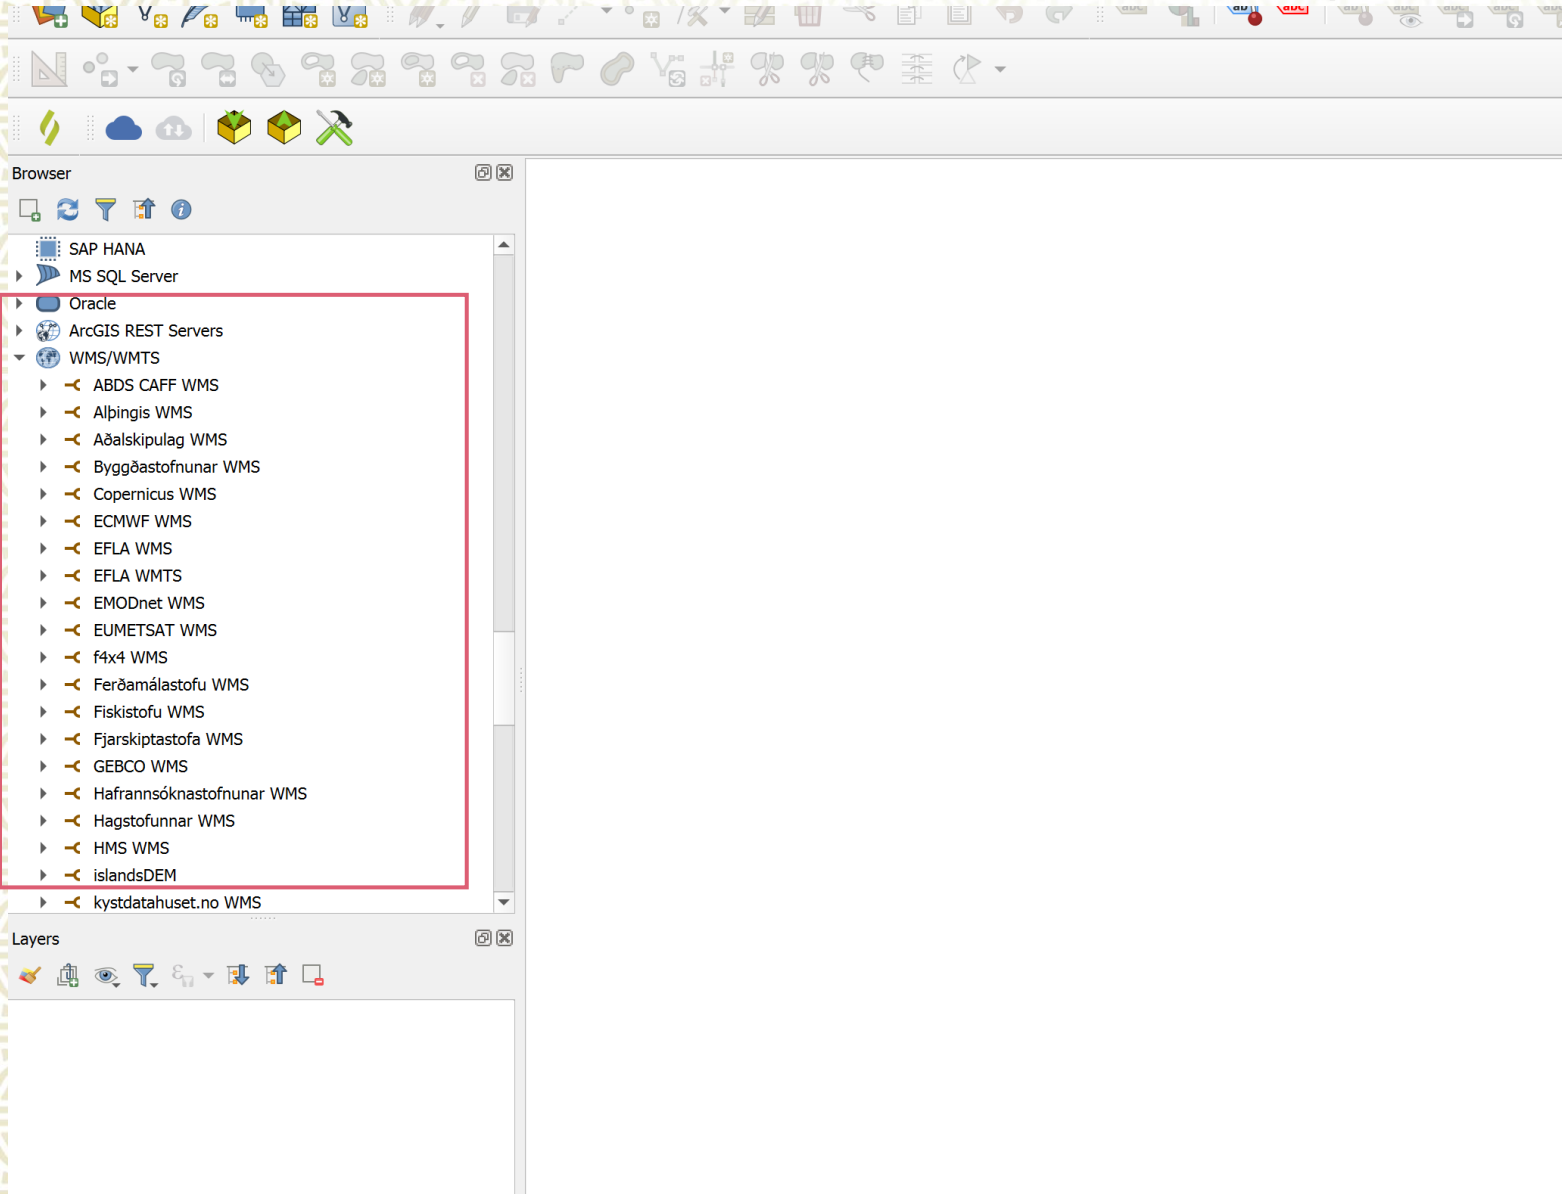 abc
Browser
SAP HANA
MS SQL Server
Oracle
ArcGIS REST Servers
WMS/WMTS
ABDS CAFF WMS
Alþingis WMS
Aðalskipulag WMS
Byggðastofnunar WMS
Copernicus WMS
ECMWF WMS
EFLA WMS
EFLA WMTS
EMODnet WMS
EUMETSAT WMS
f4x4 WMS
Ferðamálastofu WMS
Fiskistofu WMS
Fjarskiptastofa WMS
GEBCO WMS
Hafrannsóknastofnunar WMS
Hagstofunnar WMS
HMS WMS
islandsDEM
kystdatahuset.no WMS
Layers